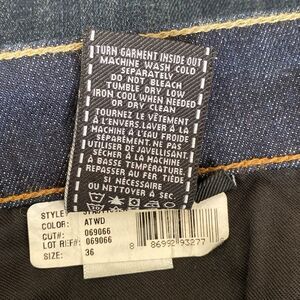 TURN GARMENT INSIDE OUT
MACHINE WASH COLD
SEPARATELY
DO NOT BLEACH
TUMBLE DRY LOW
IRON COOL WHEN NEEDED
OR DRY CLEAN
TOURNEZ LE VÊTEMENT
À L'ENVERS.LAVER À LA
MACHINE À L'EAU FROIDE
SÉPARÉMENT. NE PAS
UTILISER DE JAVELLISANT
SÉCHER À LA MACHINE
À BASSE TEMPÉRATURE.
REPASSER AU FER TIÈDE
SI NÉCESSAIRE
OU NETTOYER À SEC.
STYLE:
COLOR: ATWD
CUT#: 069066
LOT REF#: 069066
SIZE: 36
8 86992 93277